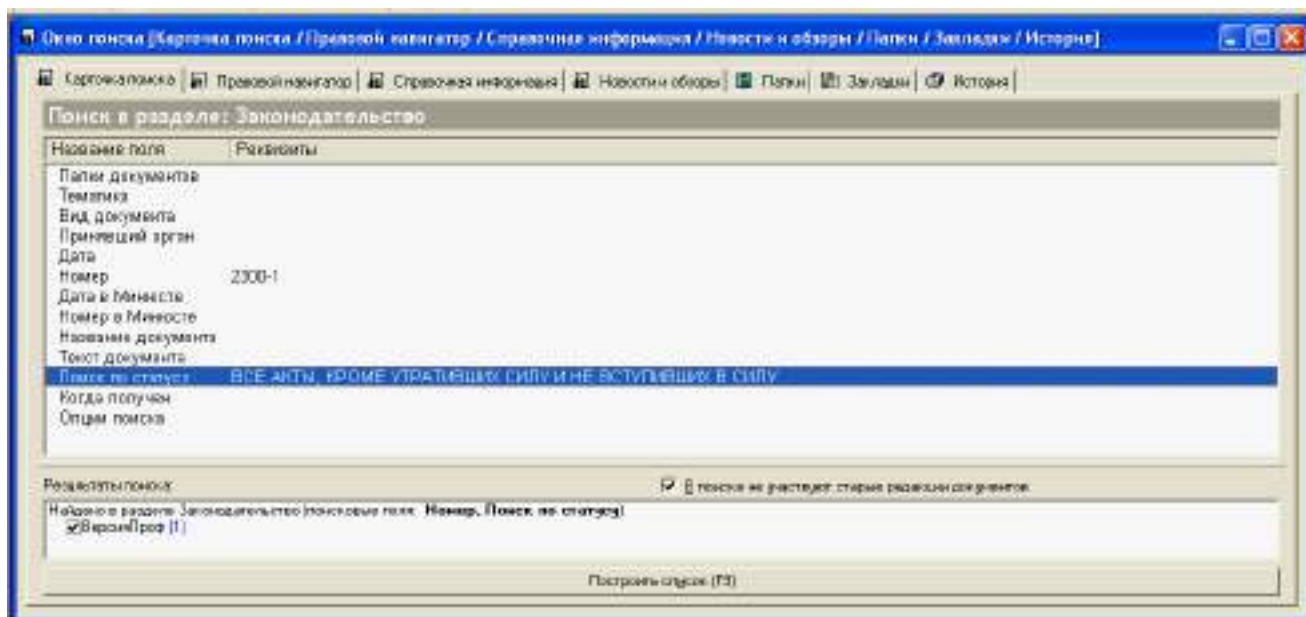 Окно поиска [Карточка поиска / Правовой навигатор / Справочная информация / Новости и обзоры / Папки / Закладки / История]
Карточка поиска Правовой навигатор Справочная информация Новости и обзоры Папки Закладки История
Поиск в разделе: Законодательство
Название поля Реквизиты
Папки документов
Тематика
Вид документа
Принявший орган
Дата
Номер 2300-1
Дата в Минюсте
Номер в Минюсте
Название документа
Текст документа
Поиск по статусу ВСЕ АКТЫ, КРОМЕ УТРАТИВШИХ СИЛУ И НЕ ВСТУПИВШИХ В СИЛУ
Когда получен
Опции поиска
Результаты поиска: В поиске не участвуют старые редакции документов
Найдено в разделе Законодательство (поисковые поля: Номер, Поиск по статусу)
ВерсияПроф [1]
Построить список (F9)